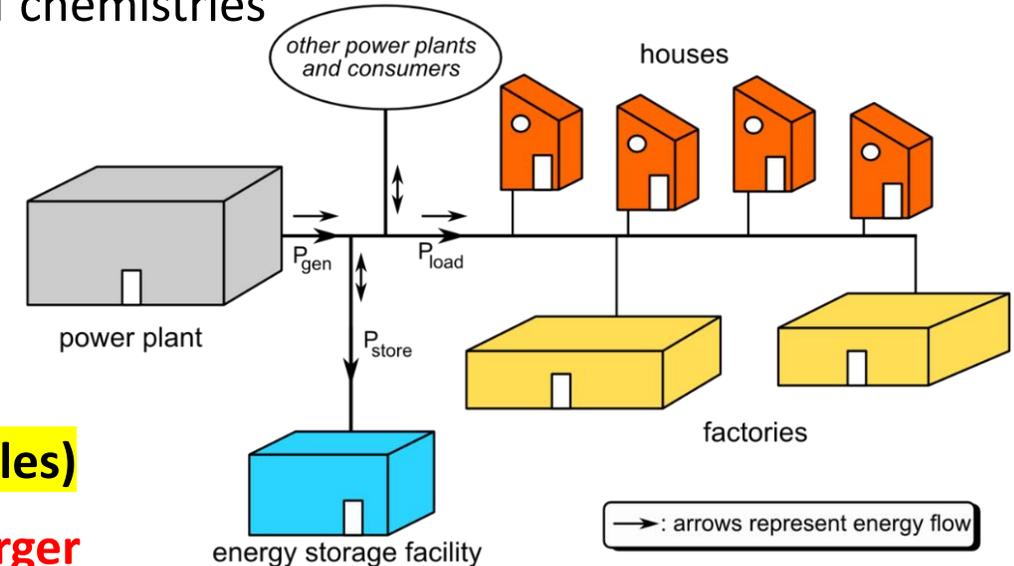 chemistries
other power plants
and consumers
houses
P gen
P load
power plant
P store
factories
les)
rger
energy storage facility
: arrows represent energy flow